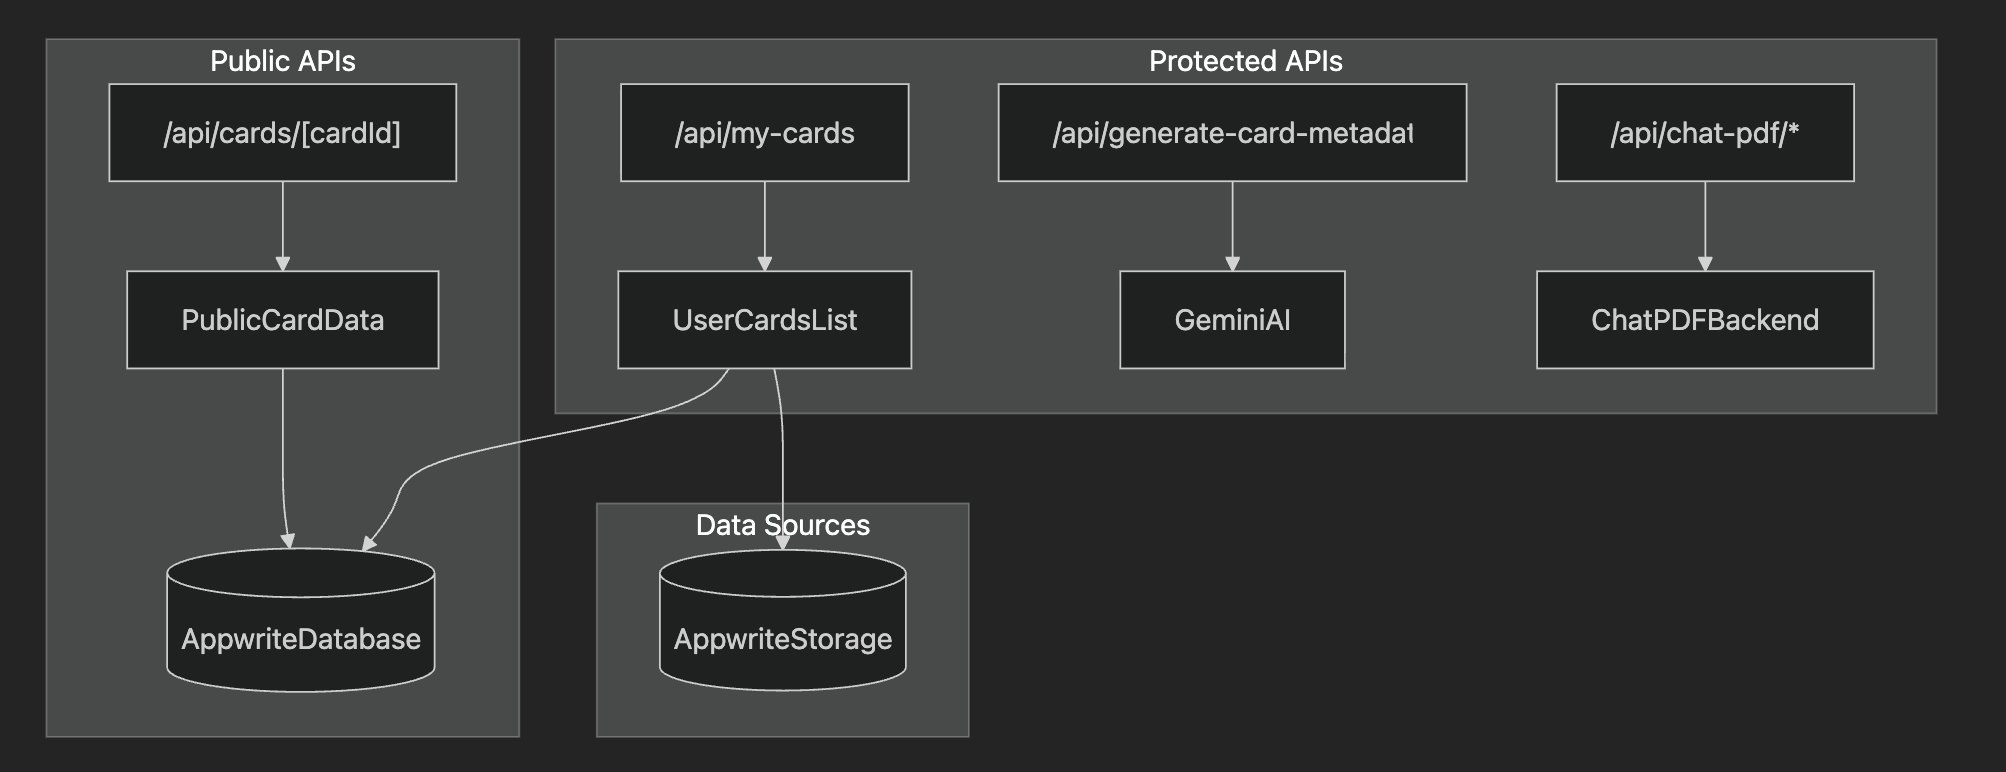 Public APIs
/api/cards/[cardId]
PublicCardData
AppwriteDatabase
Protected APIs
/api/my-cards
/api/generate-card-metadat
/api/chat-pdf/*
UserCardsList
GeminiAI
ChatPDFBackend
Data Sources
AppwriteStorage